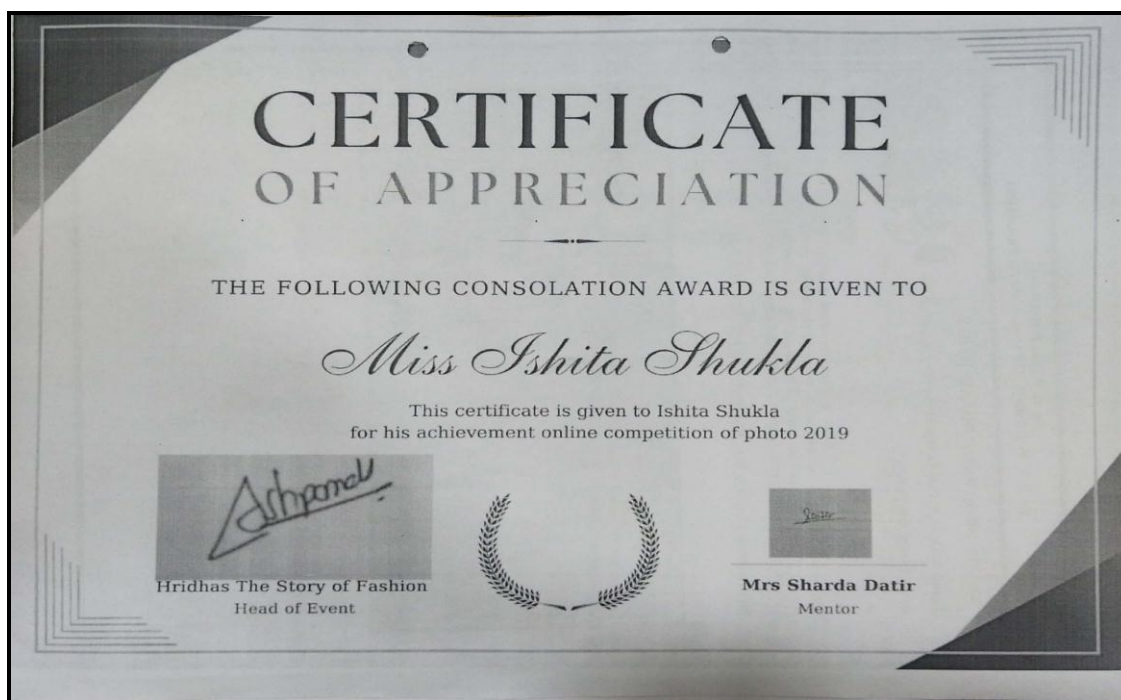 CERTIFICATE
OF APPRECIATION
THE FOLLOWING CONSOLATION AWARD IS GIVEN TO
Miss Ishita Shukla
This certificate is given to Ishita Shukla
for his achievement online competition of photo 2019
Hridhas The Story of Fashion
Head of Event
Mrs Sharda Datir
Mentor